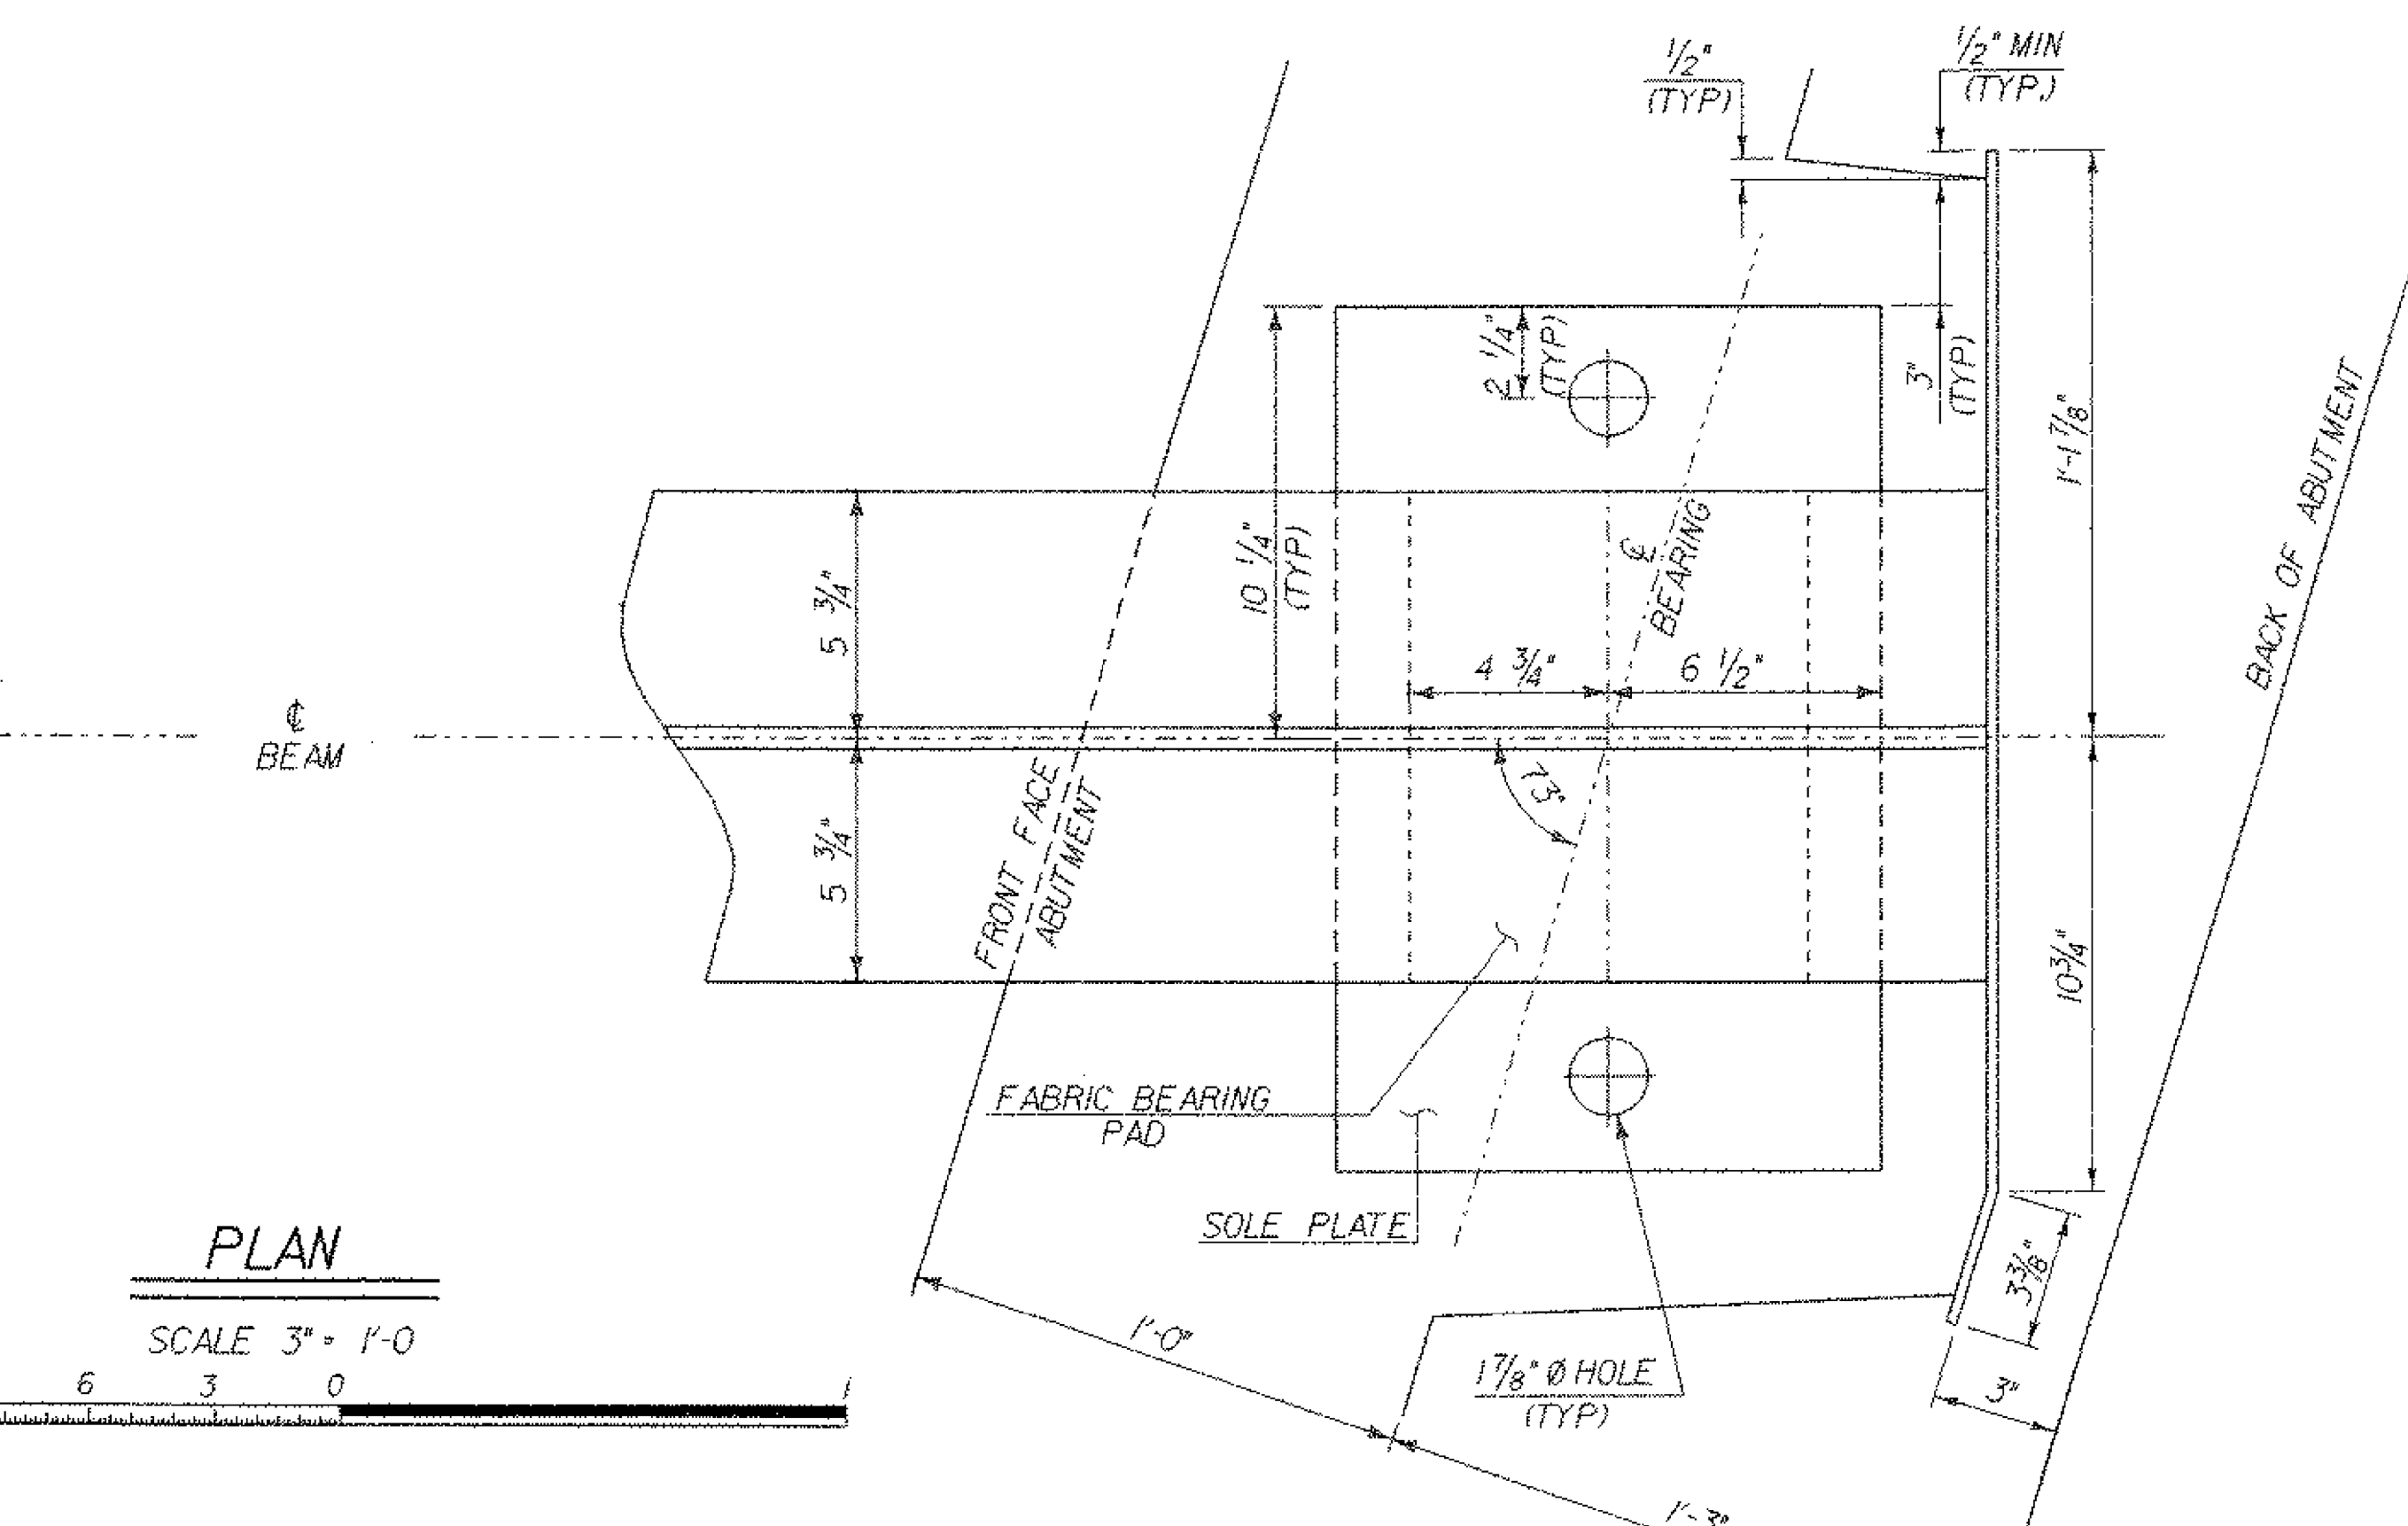 1/2"
(TYP)
1/2" MIN
(TYP.)
2 1/4"
(TYP)
3"
(TYP)
1'-1 7/8"
BACK OF ABUTMENT
10 1/4"
(TYP)
5 3/4"
℄
BEARING
4 3/4"
6 1/2"
℄
BEAM
73°
FRONT FACE
ABUTMENT
5 3/4"
10 3/4"
FABRIC BEARING
PAD
SOLE PLATE
3 3/8"
PLAN
SCALE 3" = 1'-0
6 3 0 1
1'-0"
1 7/8" Ø HOLE
(TYP)
3"
1'-3"